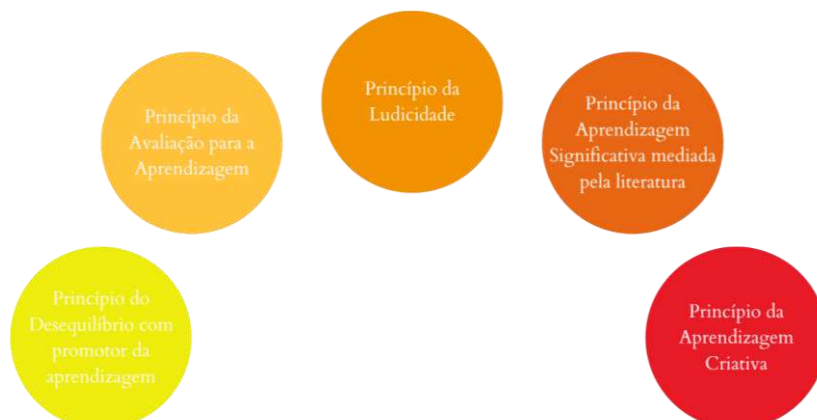 Princípio da
Ludicidade
Princípio da
Avaliação para a
Aprendizagem
Princípio da
Aprendizagem
Significativa mediada
pela literatura
Princípio do
Desequilíbrio com
promotor da
aprendizagem
Princípio da
Aprendizagem
Criativa